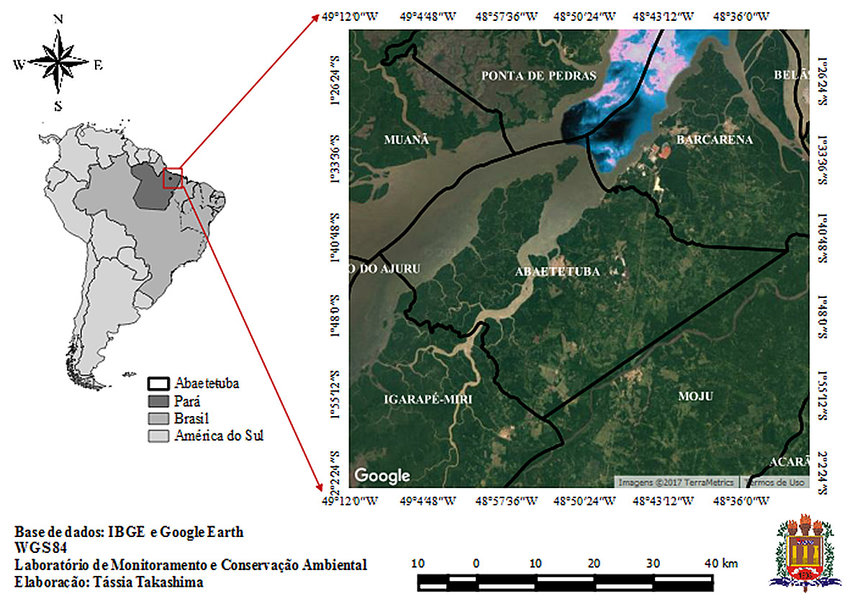 49°12'0"W 49°4'48"W 48°57'36"W 48°50'24"W 48°43'12"W 48°36'0"W
N
W E
S
1°26'24"S 1°33'36"S 1°40'48"S 1°48'0"S 1°55'12"S 2°2'24"S
PONTA DE PEDRAS
BELÃ
MUANÃ
BARCARENA
O DO AJURU
ABAETETUBA
IGARAPÉ-MIRI
MOJU
ACARÃ
Google
Imagens ©2017 TerraMetrics Termos de Uso
1°26'24"S 1°33'36"S 1°40'48"S 1°48'0"S 1°55'12"S 2°2'24"S
49°12'0"W 49°4'48"W 48°57'36"W 48°50'24"W 48°43'12"W 48°36'0"W
Abaetetuba
Pará
Brasil
América do Sul
Base de dados: IBGE e Google Earth
WGS84
Laboratório de Monitoramento e Conservação Ambiental
Elaboração: Tássia Takashima
10 0 10 20 30 40 km